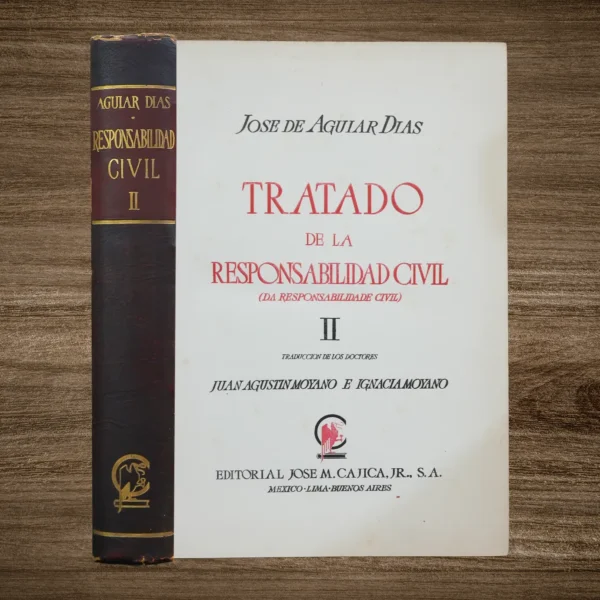 AGUIAR DIAS
RESPONSABILIDAD
CIVIL
II
JOSE DE AGUIAR DIAS
TRATADO
DE LA
RESPONSABILIDAD CIVIL
(DA RESPONSABILIDADE CIVIL)
II
TRADUCCION DE LOS DOCTORES
JUAN AGUSTIN MOYANO E IGNACIA MOYANO
EDITORIAL JOSE M. CAJICA, JR., S. A.
MEXICO · LIMA · BUENOS AIRES